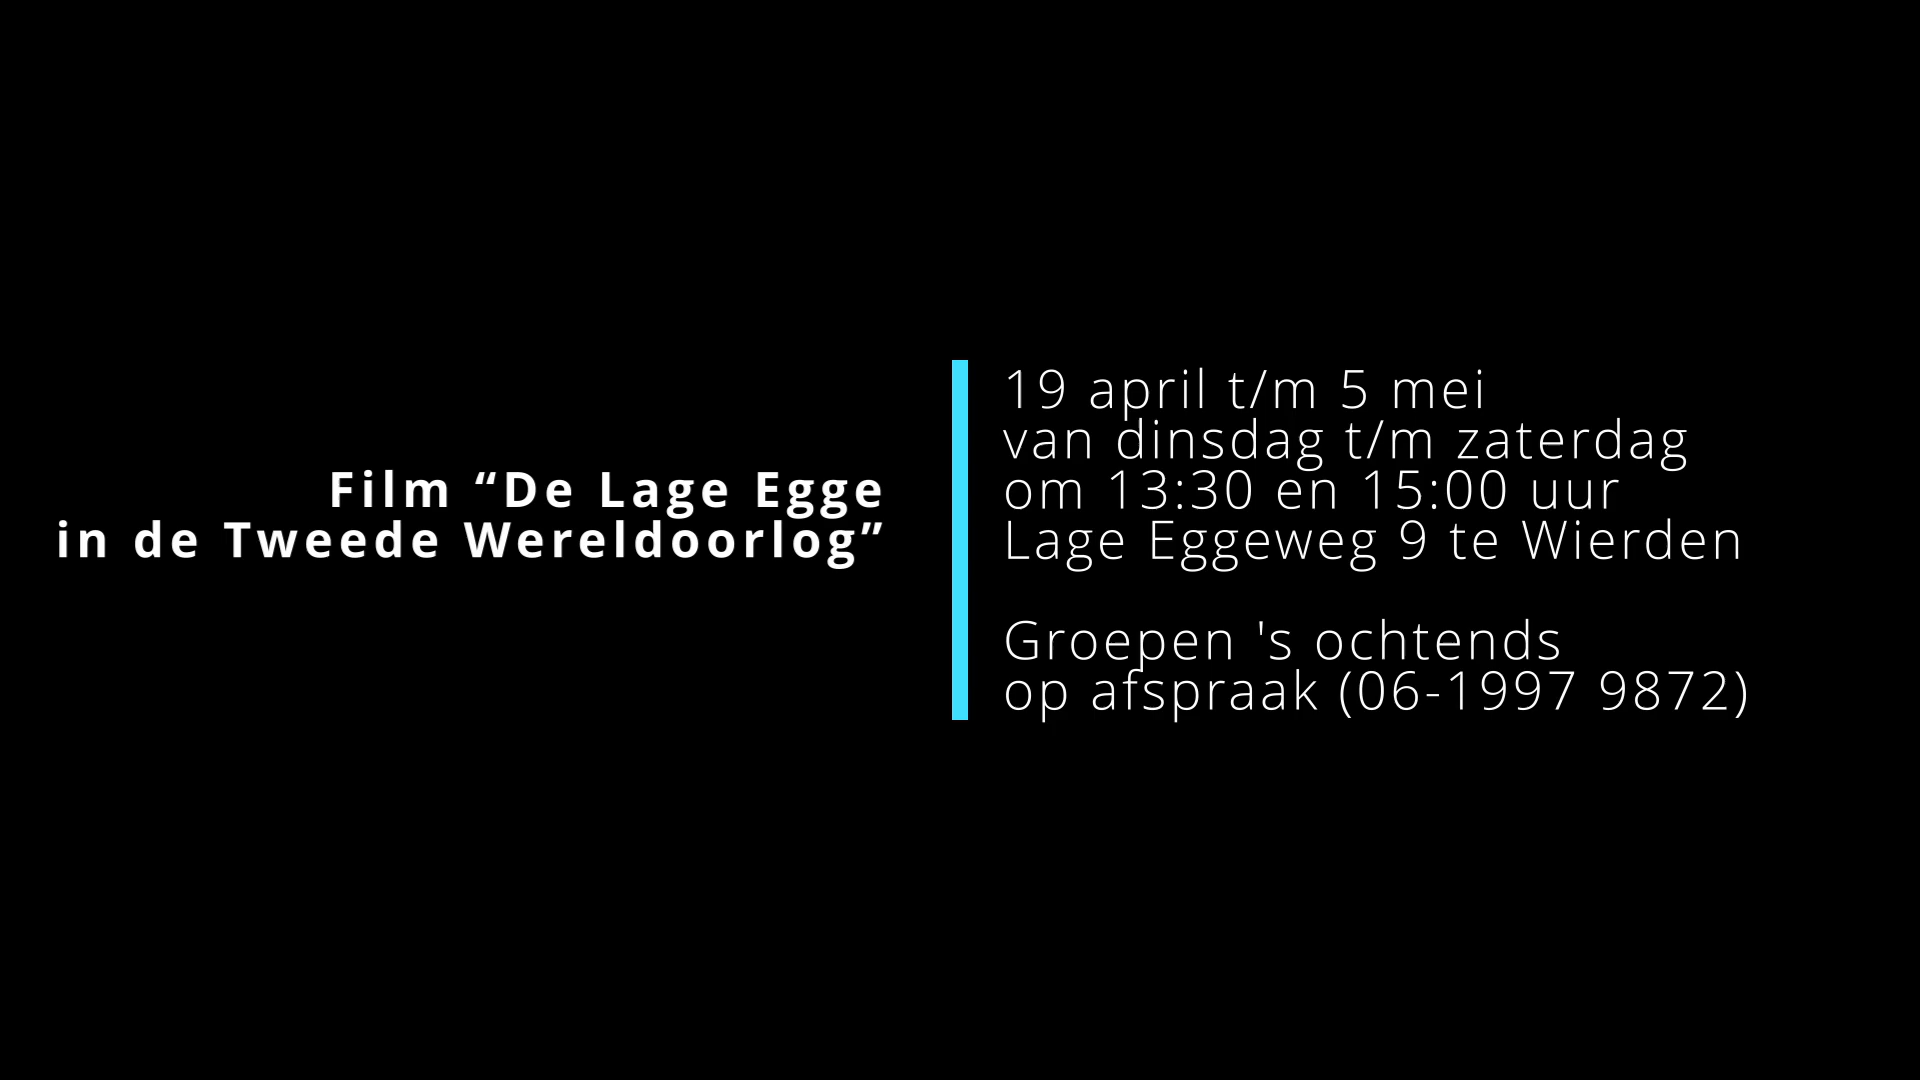 Film “De Lage Egge
in de Tweede Wereldoorlog”
19 april t/m 5 mei
van dinsdag t/m zaterdag
om 13:30 en 15:00 uur
Lage Eggeweg 9 te Wierden
Groepen 's ochtends
op afspraak (06-1997 9872)